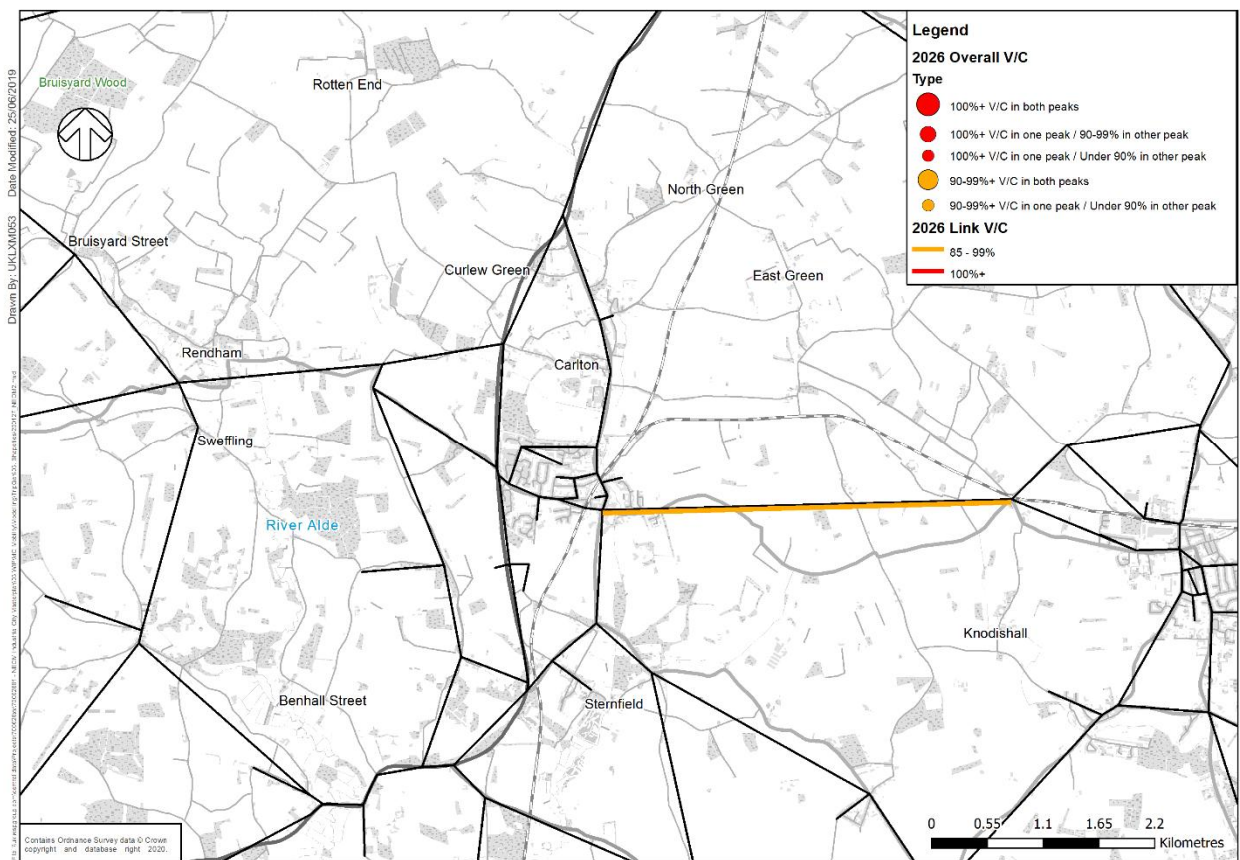 Legend
2026 Overall V/C
Type
100%+ V/C in both peaks
100%+ V/C in one peak / 90-99% in other peak
100%+ V/C in one peak / Under 90% in other peak
90-99%+ V/C in both peaks
90-99%+ V/C in one peak / Under 90% in other peak
2026 Link V/C
85 - 99%
100%+
Bruisyard Wood
Rotten End
North Green
Bruisyard Street
Curlew Green
East Green
Rendham
Carlton
Sweffling
River Alde
Knodishall
Benhall Street
Sternfield
0 0.55 1.1 1.65 2.2
Kilometres
Contains Ordnance Survey data © Crown
copyright and database right 2020.
Drawn By: UKLXM053 Date Modified: 25/06/2019